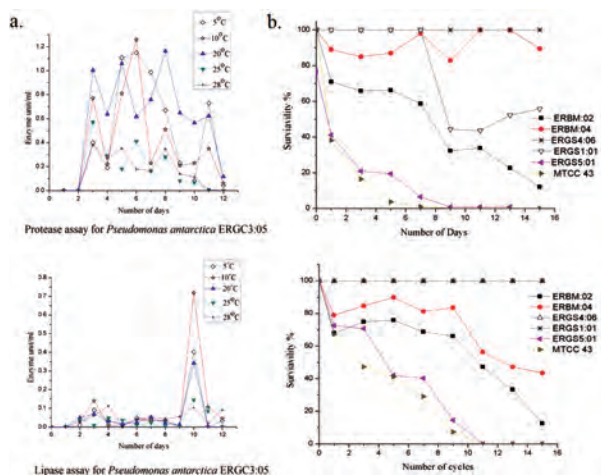 a.
b.
5°C
10°C
20°C
25°C
28°C
Enzyme unit/ml
1.2
1.0
0.8
0.6
0.4
0.2
0.0
0 2 4 6 8 10 12
Number of days
Protease assay for Pseudomonas antarctica ERGC3:05
Surviavility %
100
80
60
40
20
0
0 2 4 6 8 10 12 14 16
Number of Days
ERBM:02
ERBM:04
ERGS4:06
ERGS1:01
ERGS5:01
MTCC 43
5°C
10°C
20°C
25°C
28°C
Enzyme unit/ml
0.8
0.7
0.6
0.5
0.4
0.3
0.2
0.1
0.0
0 2 4 6 8 10 12
Number of days
Lipase assay for Pseudomonas antarctica ERGC3:05
Surviavility %
100
80
60
40
20
0
0 2 4 6 8 10 12 14 16
Number of cycles
ERBM:02
ERBM:04
ERGS4:06
ERGS1:01
ERGS5:01
MTCC 43